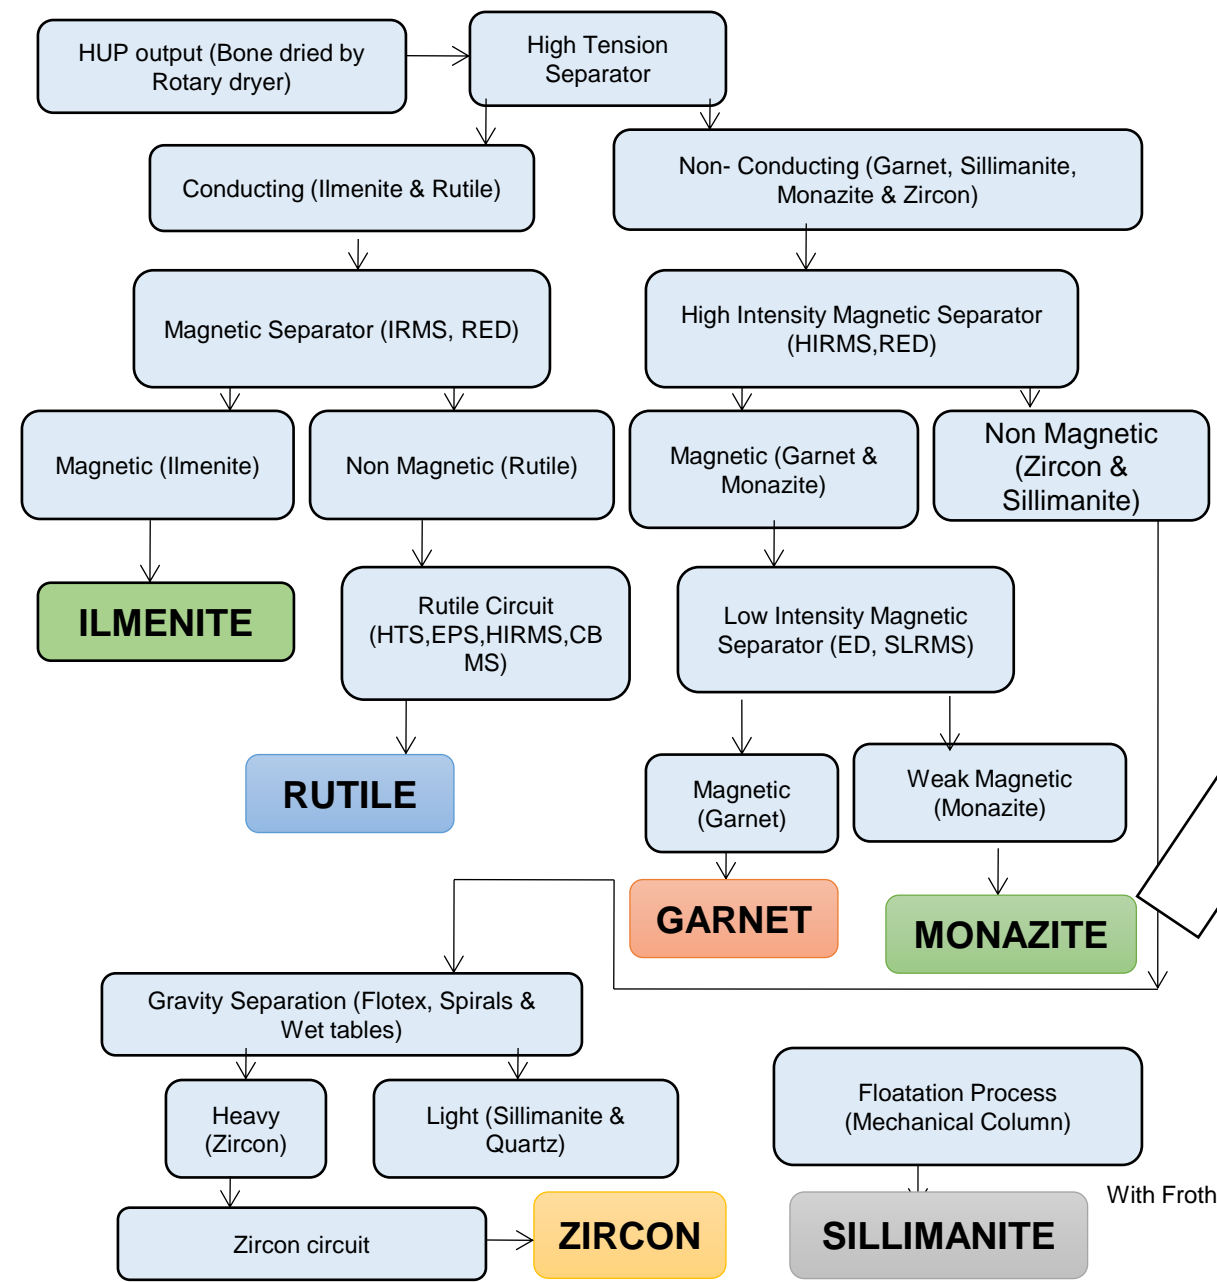 HUP output (Bone dried by
Rotary dryer)
High Tension
Separator
Conducting (Ilmenite & Rutile)
Non- Conducting (Garnet, Sillimanite,
Monazite & Zircon)
Magnetic Separator (IRMS, RED)
High Intensity Magnetic Separator
(HIRMS,RED)
Magnetic (Ilmenite)
Non Magnetic (Rutile)
Magnetic (Garnet &
Monazite)
Non Magnetic
(Zircon &
Sillimanite)
ILMENITE
Rutile Circuit
(HTS,EPS,HIRMS,CB
MS)
Low Intensity Magnetic
Separator (ED, SLRMS)
RUTILE
Magnetic
(Garnet)
Weak Magnetic
(Monazite)
GARNET
MONAZITE
Gravity Separation (Flotex, Spirals &
Wet tables)
Heavy
(Zircon)
Light (Sillimanite &
Quartz)
Floatation Process
(Mechanical Column)
Zircon circuit
ZIRCON
SILLIMANITE
With Froth